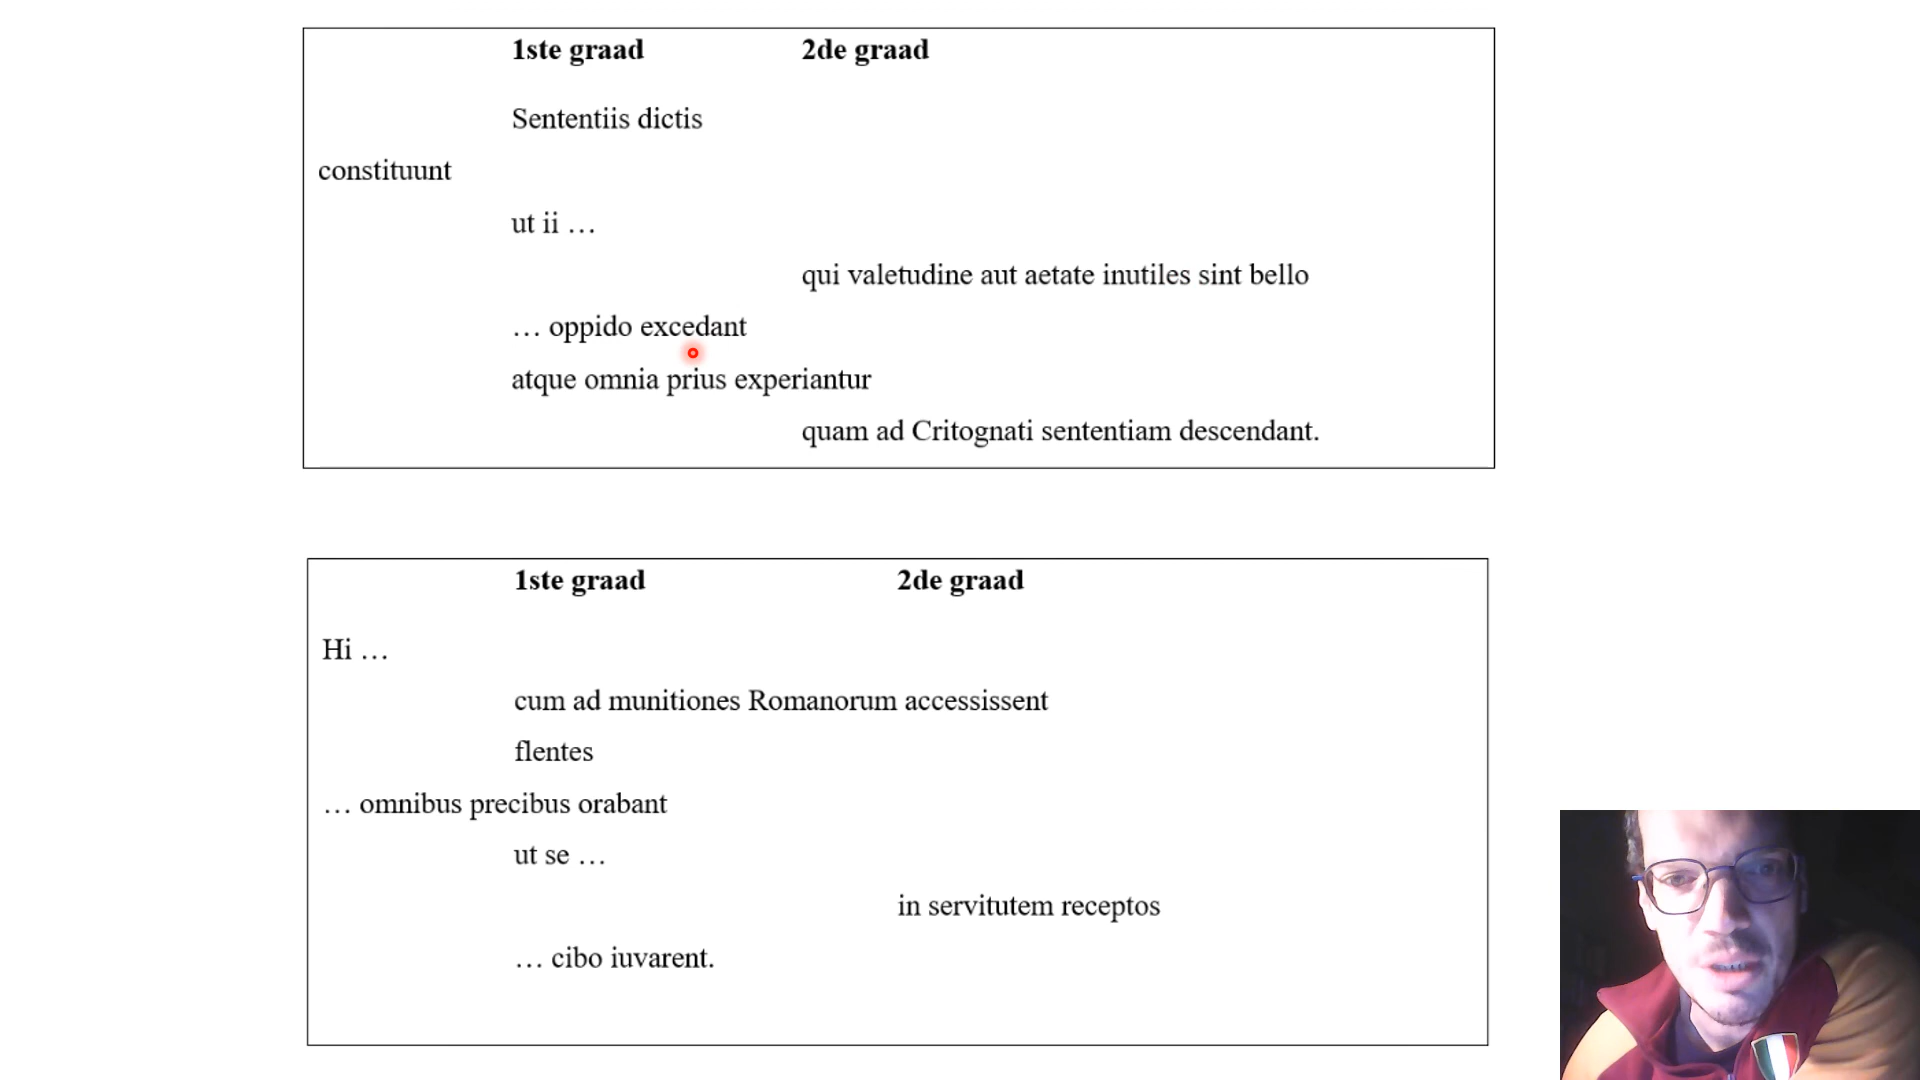 1ste graad 2de graad
Sententiis dictis
constituunt
ut ii …
qui valetudine aut aetate inutiles sint bello
… oppido excedant
atque omnia prius experiantur
quam ad Critognati sententiam descendant.
1ste graad 2de graad
Hi …
cum ad munitiones Romanorum accessissent
flentes
… omnibus precibus orabant
ut se …
in servitutem receptos
… cibo iuvarent.